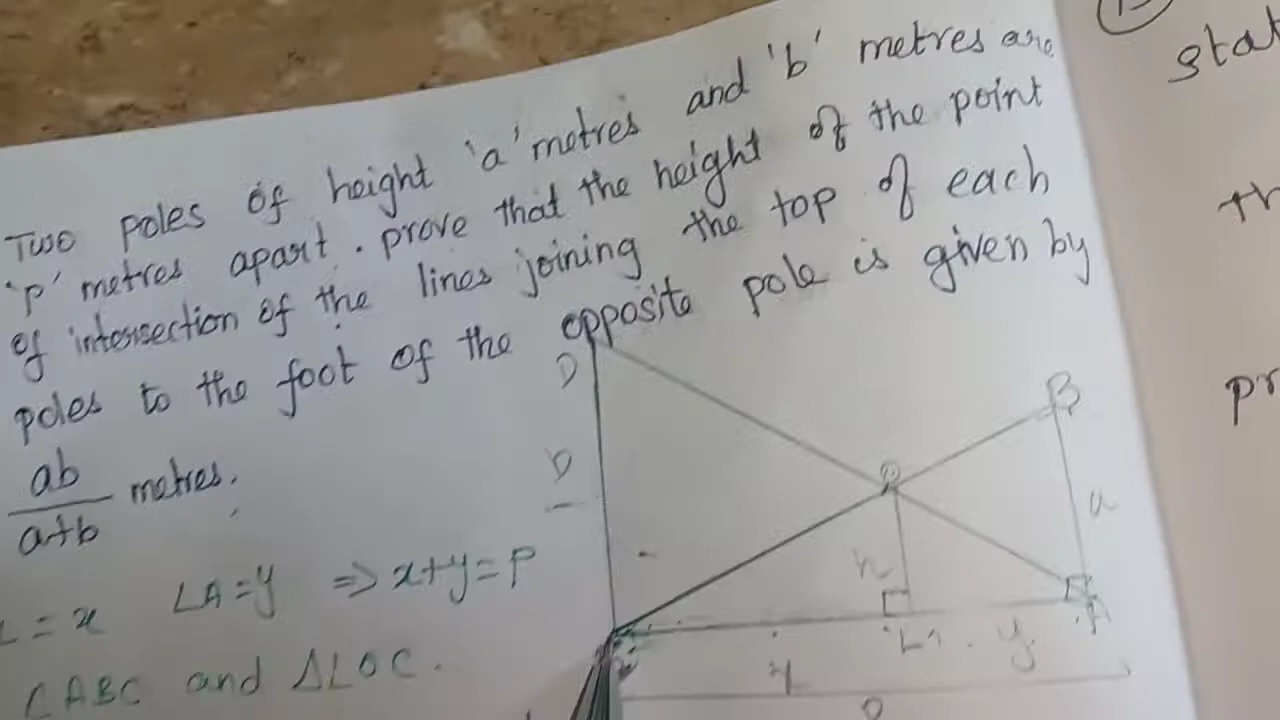 Two poles of height 'a' metres and 'b' metres are
'p' metres apart. prove that the height of the point
of intersection of the lines joining the top of each
poles to the foot of the opposite pole is given by
ab
a+b
metres.
= x LA = y => x+y = P
ABC and ΔLOC.
D
b
B
O
a
h
L
y
A
stat
th
pr